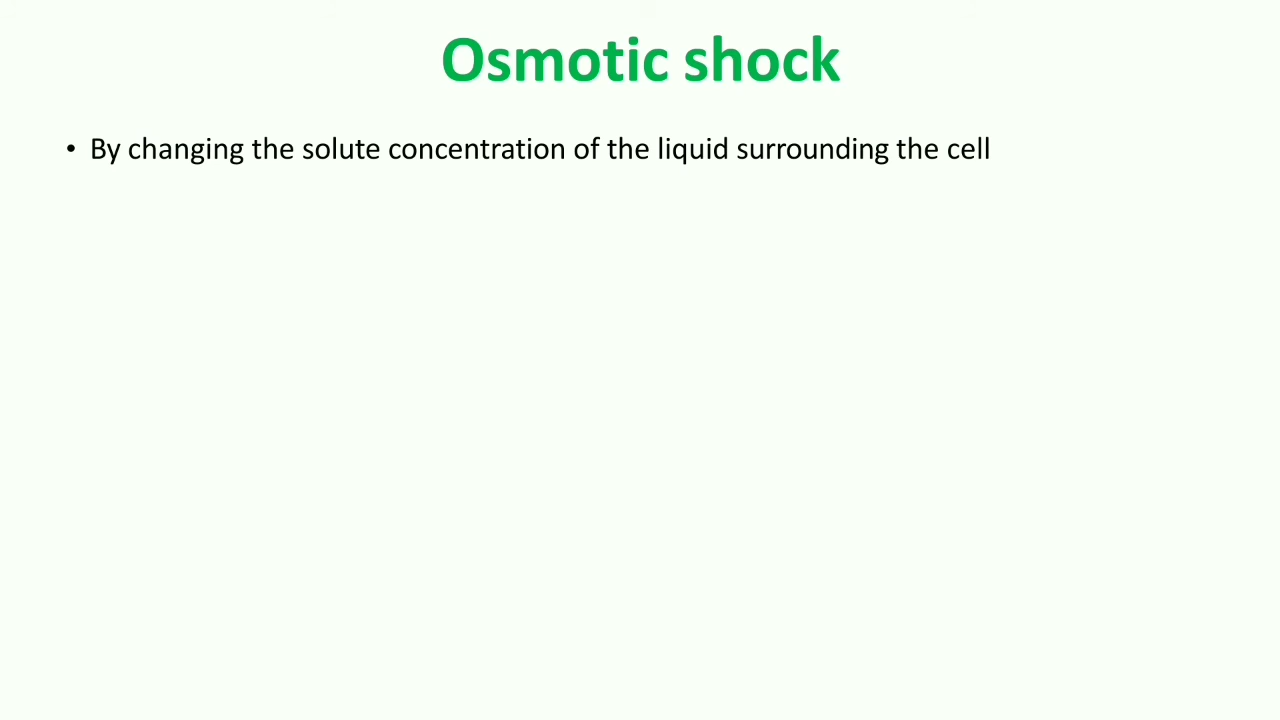 Osmotic shock
• By changing the solute concentration of the liquid surrounding the cell